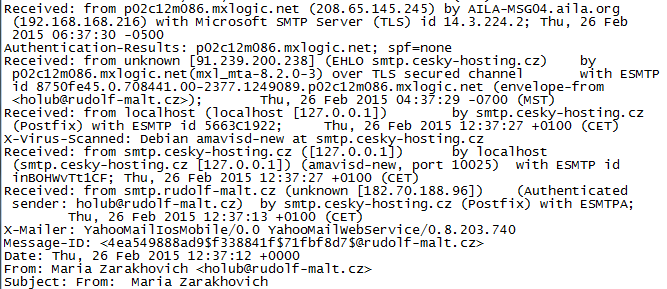 Received: from p02c12m086.mxlogic.net (208.65.145.245) by AILA-MSG04.aila.org
(192.168.168.216) with Microsoft SMTP Server (TLS) id 14.3.224.2; Thu, 26 Feb
2015 06:37:30 -0500
Authentication-Results: p02c12m086.mxlogic.net; spf=none
Received: from unknown [91.239.200.238] (EHLO smtp.cesky-hosting.cz) by
p02c12m086.mxlogic.net(mxl_mta-8.2.0-3) over TLS secured channel with ESMTP
id 8750fe45.0.708441.00-2377.1249089.p02c12m086.mxlogic.net (envelope-from
<holub@rudolf-malt.cz>); Thu, 26 Feb 2015 04:37:29 -0700 (MST)
Received: from localhost (localhost [127.0.0.1]) by smtp.cesky-hosting.cz
(Postfix) with ESMTP id 5663C1922; Thu, 26 Feb 2015 12:37:27 +0100 (CET)
X-Virus-Scanned: Debian amavisd-new at smtp.cesky-hosting.cz
Received: from smtp.cesky-hosting.cz ([127.0.0.1]) by localhost
(smtp.cesky-hosting.cz [127.0.0.1]) (amavisd-new, port 10025) with ESMTP id
inBOHWvTt1CF; Thu, 26 Feb 2015 12:37:27 +0100 (CET)
Received: from smtp.rudolf-malt.cz (unknown [182.70.188.96]) (Authenticated
sender: holub@rudolf-malt.cz) by smtp.cesky-hosting.cz (Postfix) with ESMTPA;
Thu, 26 Feb 2015 12:37:13 +0100 (CET)
X-Mailer: YahooMailIosMobile/0.0 YahooMailWebService/0.8.203.740
Message-ID: <4ea549888ad9$f338841f$71fbf8d7$@rudolf-malt.cz>
Date: Thu, 26 Feb 2015 12:37:12 +0000
From: Maria Zarakhovich <holub@rudolf-malt.cz>
Subject: From: Maria Zarakhovich